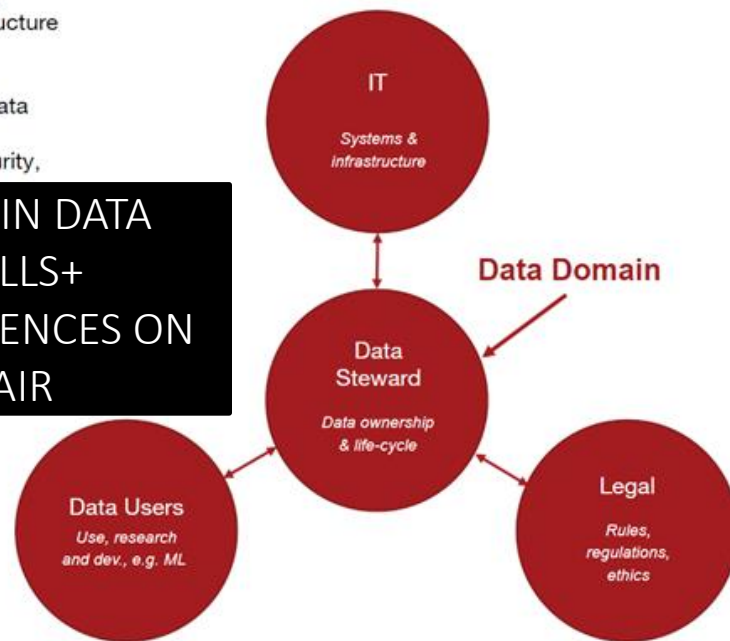 ucture
ata
rity,
IN DATA
LLS+
ENCES ON
AIR
IT
Systems &
infrastructure
Data Domain
Data
Steward
Data ownership
& life-cycle
Data Users
Use, research
and dev., e.g. ML
Legal
Rules,
regulations,
ethics